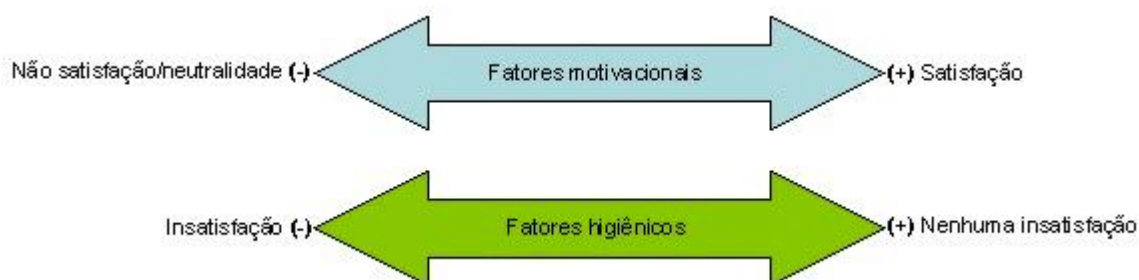 Não satisfação/neutralidade (-) Fatores motivacionais (+) Satisfação
Insatisfação (-) Fatores higiênicos (+) Nenhuma insatisfação